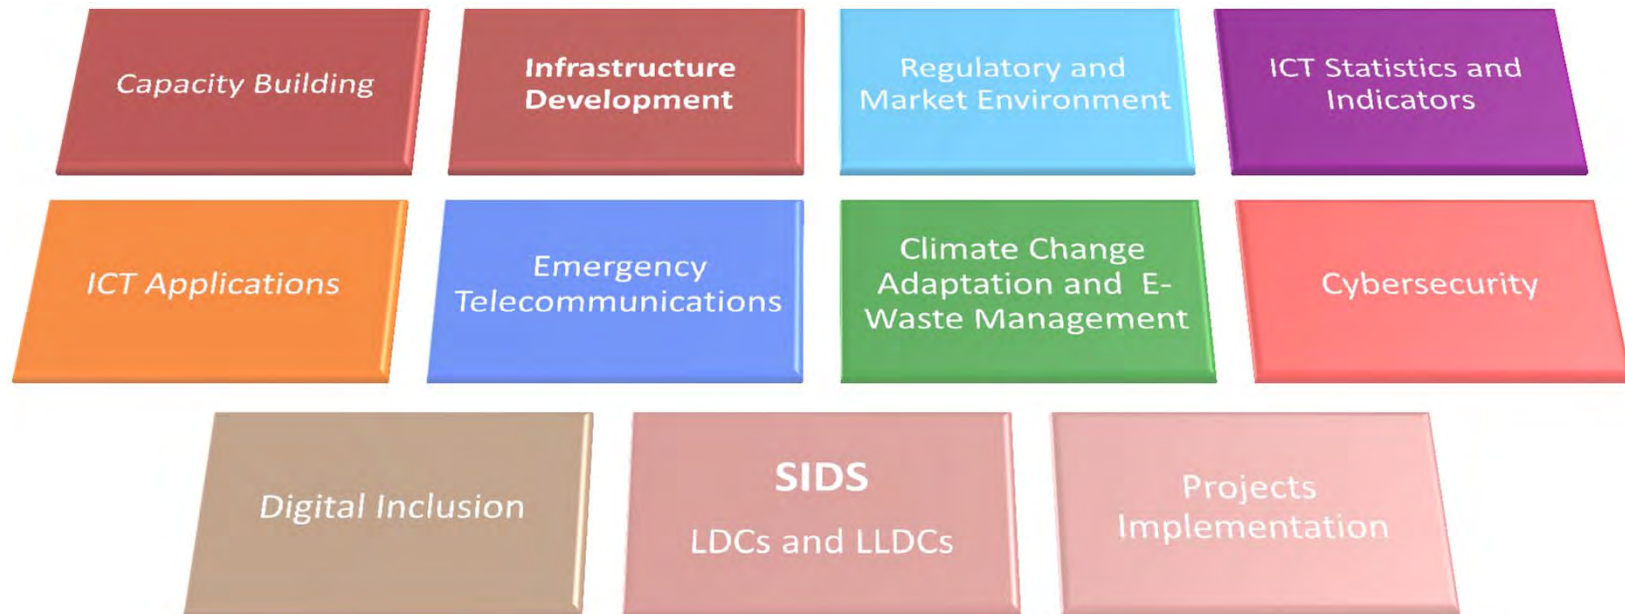 Capacity Building
Infrastructure
Development
Regulatory and
Market Environment
ICT Statistics and
Indicators
ICT Applications
Emergency
Telecommunications
Climate Change
Adaptation and E-
Waste Management
Cybersecurity
Digital Inclusion
SIDS
LDCs and LLDCs
Projects
Implementation